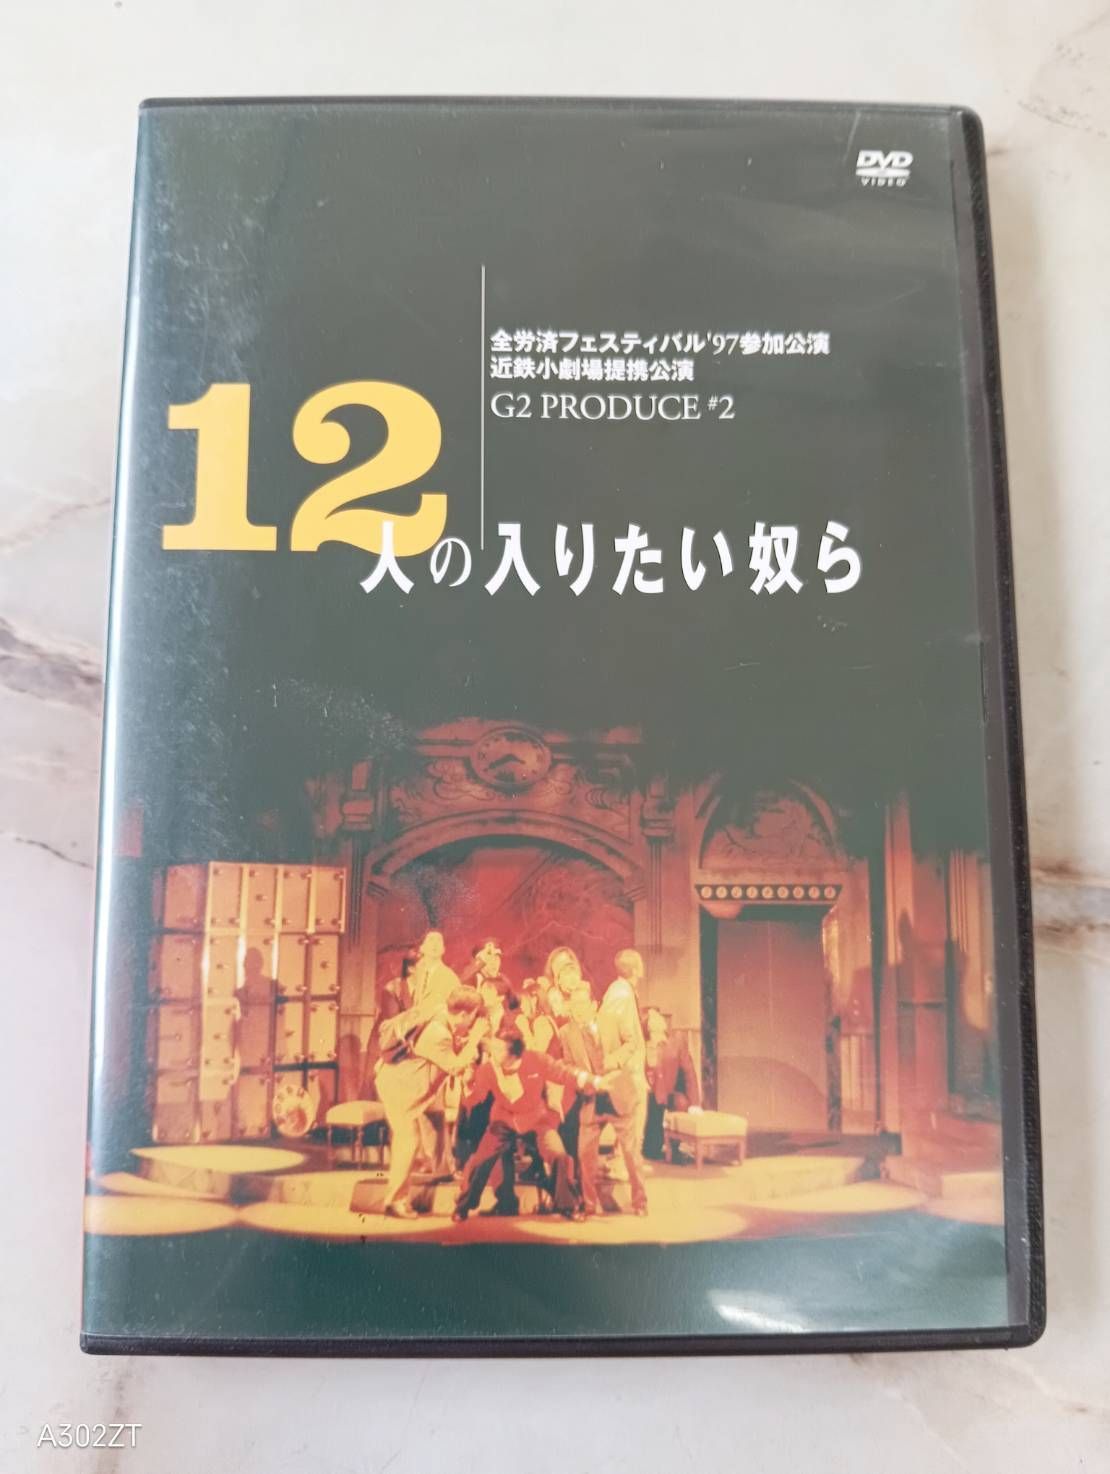 DVD
VIDEO
全労済フェスティバル'97参加公演
近鉄小劇場提携公演
G2 PRODUCE #2
12
人の入りたい奴ら
A302ZT